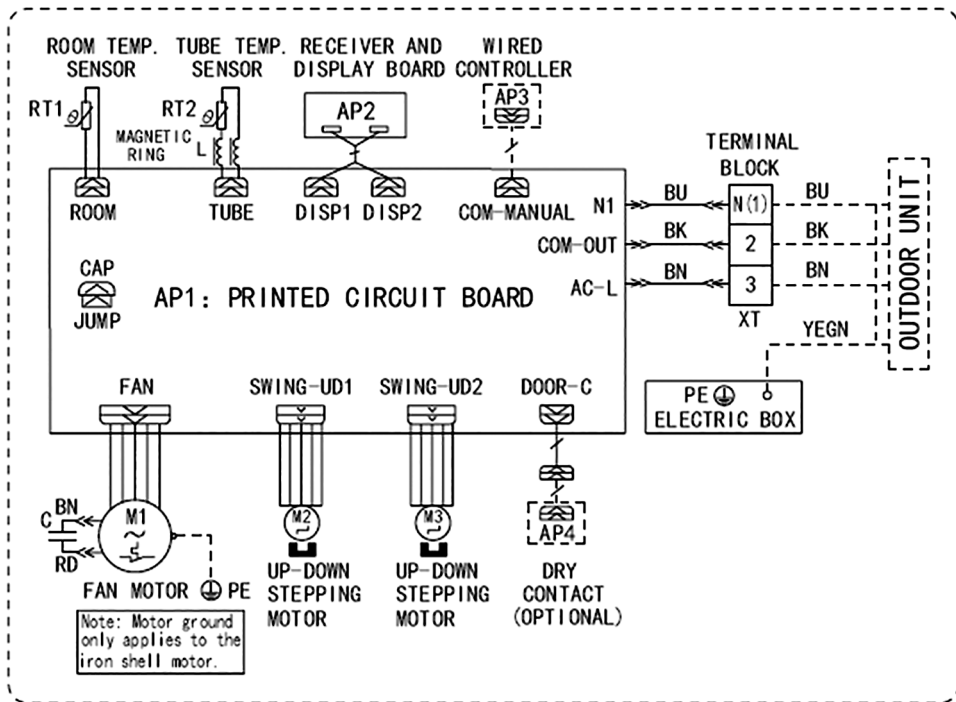 ROOM TEMP.
SENSOR
TUBE TEMP.
SENSOR
RECEIVER AND
DISPLAY BOARD
WIRED
CONTROLLER
RT1
RT2
AP2
AP3
MAGNETIC
RING
L
TERMINAL
BLOCK
ROOM
TUBE
DISP1
DISP2
COM-MANUAL
N1
BU
N(1)
BU
COM-OUT
BK
2
BK
AC-L
BN
3
BN
XT
YEGN
OUTDOOR UNIT
CAP
JUMP
AP1: PRINTED CIRCUIT BOARD
PE
ELECTRIC BOX
FAN
SWING-UD1
SWING-UD2
DOOR-C
C
BN
RD
M1
~
FAN MOTOR
PE
M2
~
M3
~
AP4
UP-DOWN
STEPPING
MOTOR
UP-DOWN
STEPPING
MOTOR
DRY
CONTACT
(OPTIONAL)
Note: Motor ground
only applies to the
iron shell motor.